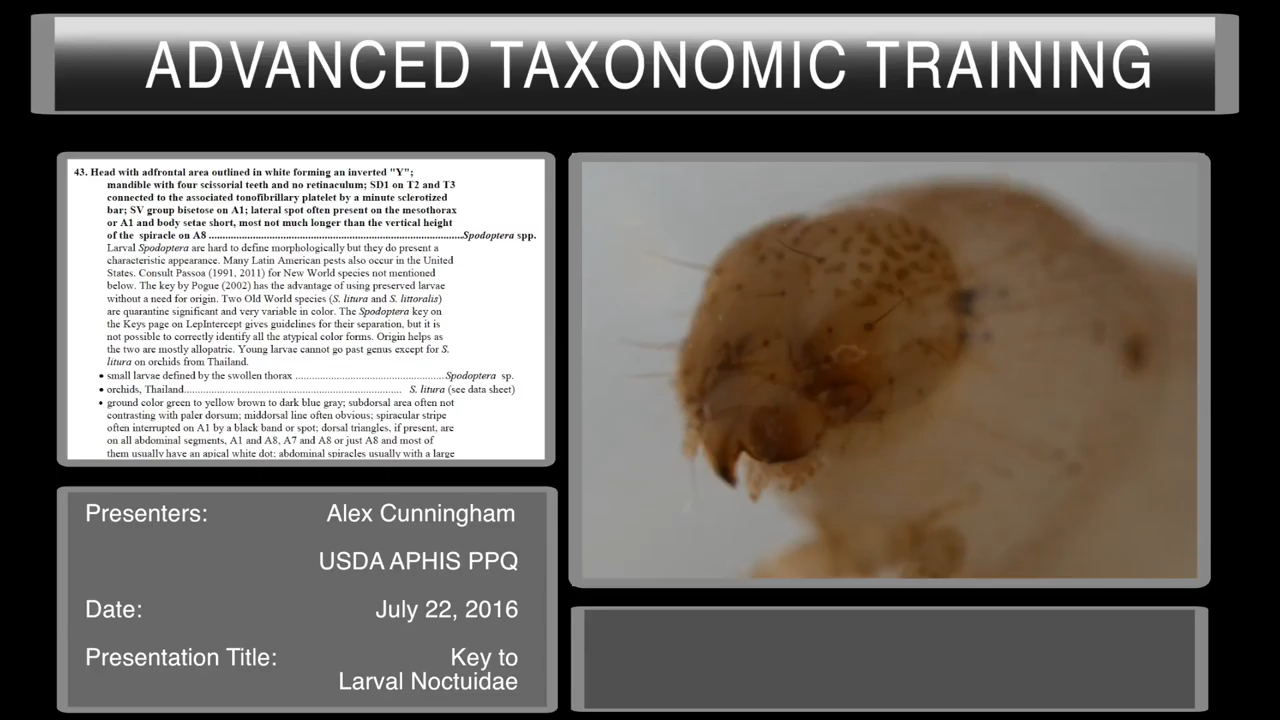 ADVANCED TAXONOMIC TRAINING
43. Head with adfrontal area outlined in white forming an inverted "Y";
mandible with four scissorial teeth and no retinaculum; SD1 on T2 and T3
connected to the associated tonofibrillary platelet by a minute sclerotized
bar; SV group bisetose on A1; lateral spot often present on the mesothorax
or A1 and body setae short, most not much longer than the vertical height
of the spiracle on A8 ..................................................................Spodoptera spp.
Larval Spodoptera are hard to define morphologically but they do present a
characteristic appearance. Many Latin American pests also occur in the United
States. Consult Passoa (1991, 2011) for New World species not mentioned
below. The key by Pogue (2002) has the advantage of using preserved larvae
without a need for origin. Two Old World species (S. litura and S. littoralis)
are quarantine significant and very variable in color. The Spodoptera key on
the Keys page on LepIntercept gives guidelines for their separation, but it is
not possible to correctly identify all the atypical color forms. Origin helps as
the two are mostly allopatric. Young larvae cannot go past genus except for S.
litura on orchids from Thailand.
• small larvae defined by the swollen thorax ....................................................Spodoptera sp.
• orchids, Thailand............................................................................ S. litura (see data sheet)
• ground color green to yellow brown to dark blue gray; subdorsal area often not
contrasting with paler dorsum; middorsal line often obvious; spiracular stripe
often interrupted on A1 by a black band or spot; dorsal triangles, if present, are
on all abdominal segments, A1 and A8, A7 and A8 or just A8 and most of
them usually have an apical white dot; abdominal spiracles usually with a large
Presenters: Alex Cunningham
USDA APHIS PPQ
Date: July 22, 2016
Presentation Title: Key to
Larval Noctuidae